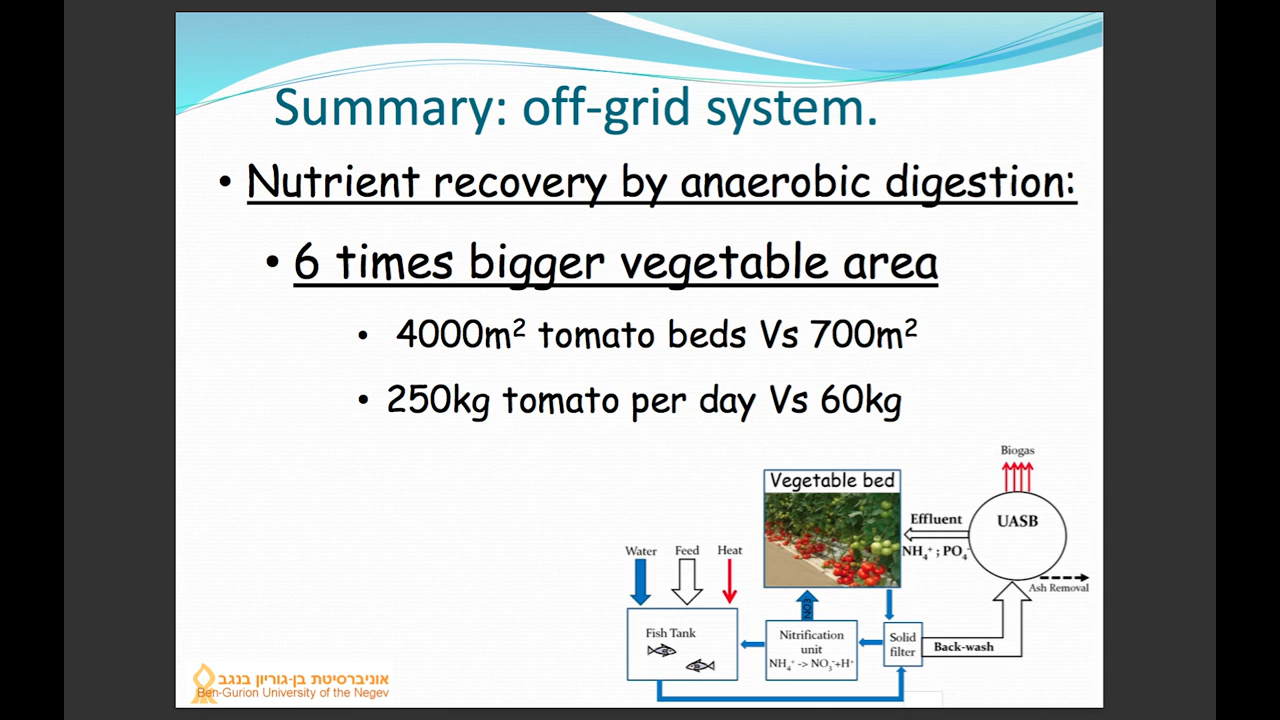 Summary: off-grid system.
• Nutrient recovery by anaerobic digestion:
• 6 times bigger vegetable area
• 4000m² tomato beds Vs 700m²
• 250kg tomato per day Vs 60kg
Biogas
Vegetable bed
UASB
Effluent
NH₄⁺ ; PO₄⁻
Ash Removal
Water Feed Heat
NO3
Fish Tank
Nitrification
unit
NH₄⁺ -> NO₃⁻+H⁺
Solid
filter
Back-wash
אוניברסיטת בן-גוריון בנגב
Ben-Gurion University of the Negev